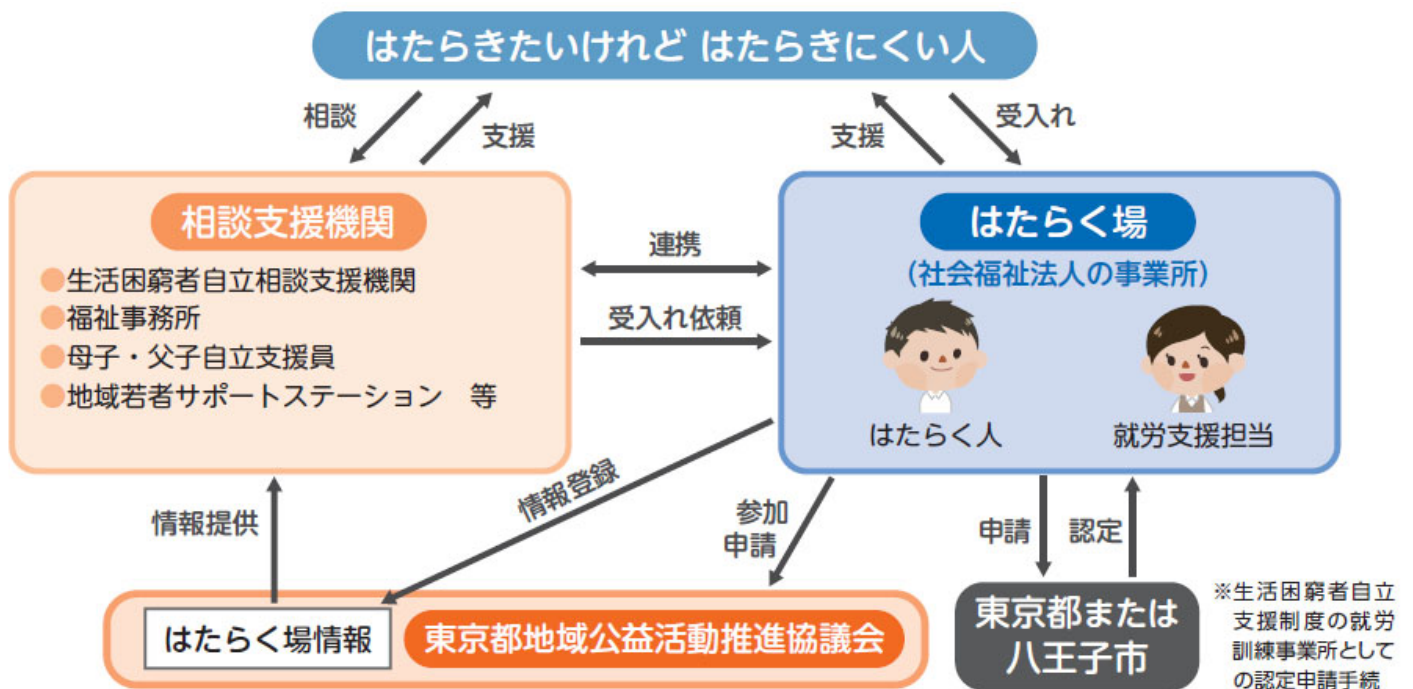 はたらきたいけれど はたらきにくい人
相談
支援
支援
受入れ
相談支援機関
●生活困窮者自立相談支援機関
●福祉事務所
●母子・父子自立支援員
●地域若者サポートステーション　等
連携
受入れ依頼
はたらく場
（社会福祉法人の事業所）
はたらく人
就労支援担当
情報提供
情報登録
参加
申請
申請
認定
はたらく場情報
東京都地域公益活動推進協議会
東京都または
八王子市
※生活困窮者自立
支援制度の就労
訓練事業所として
の認定申請手続